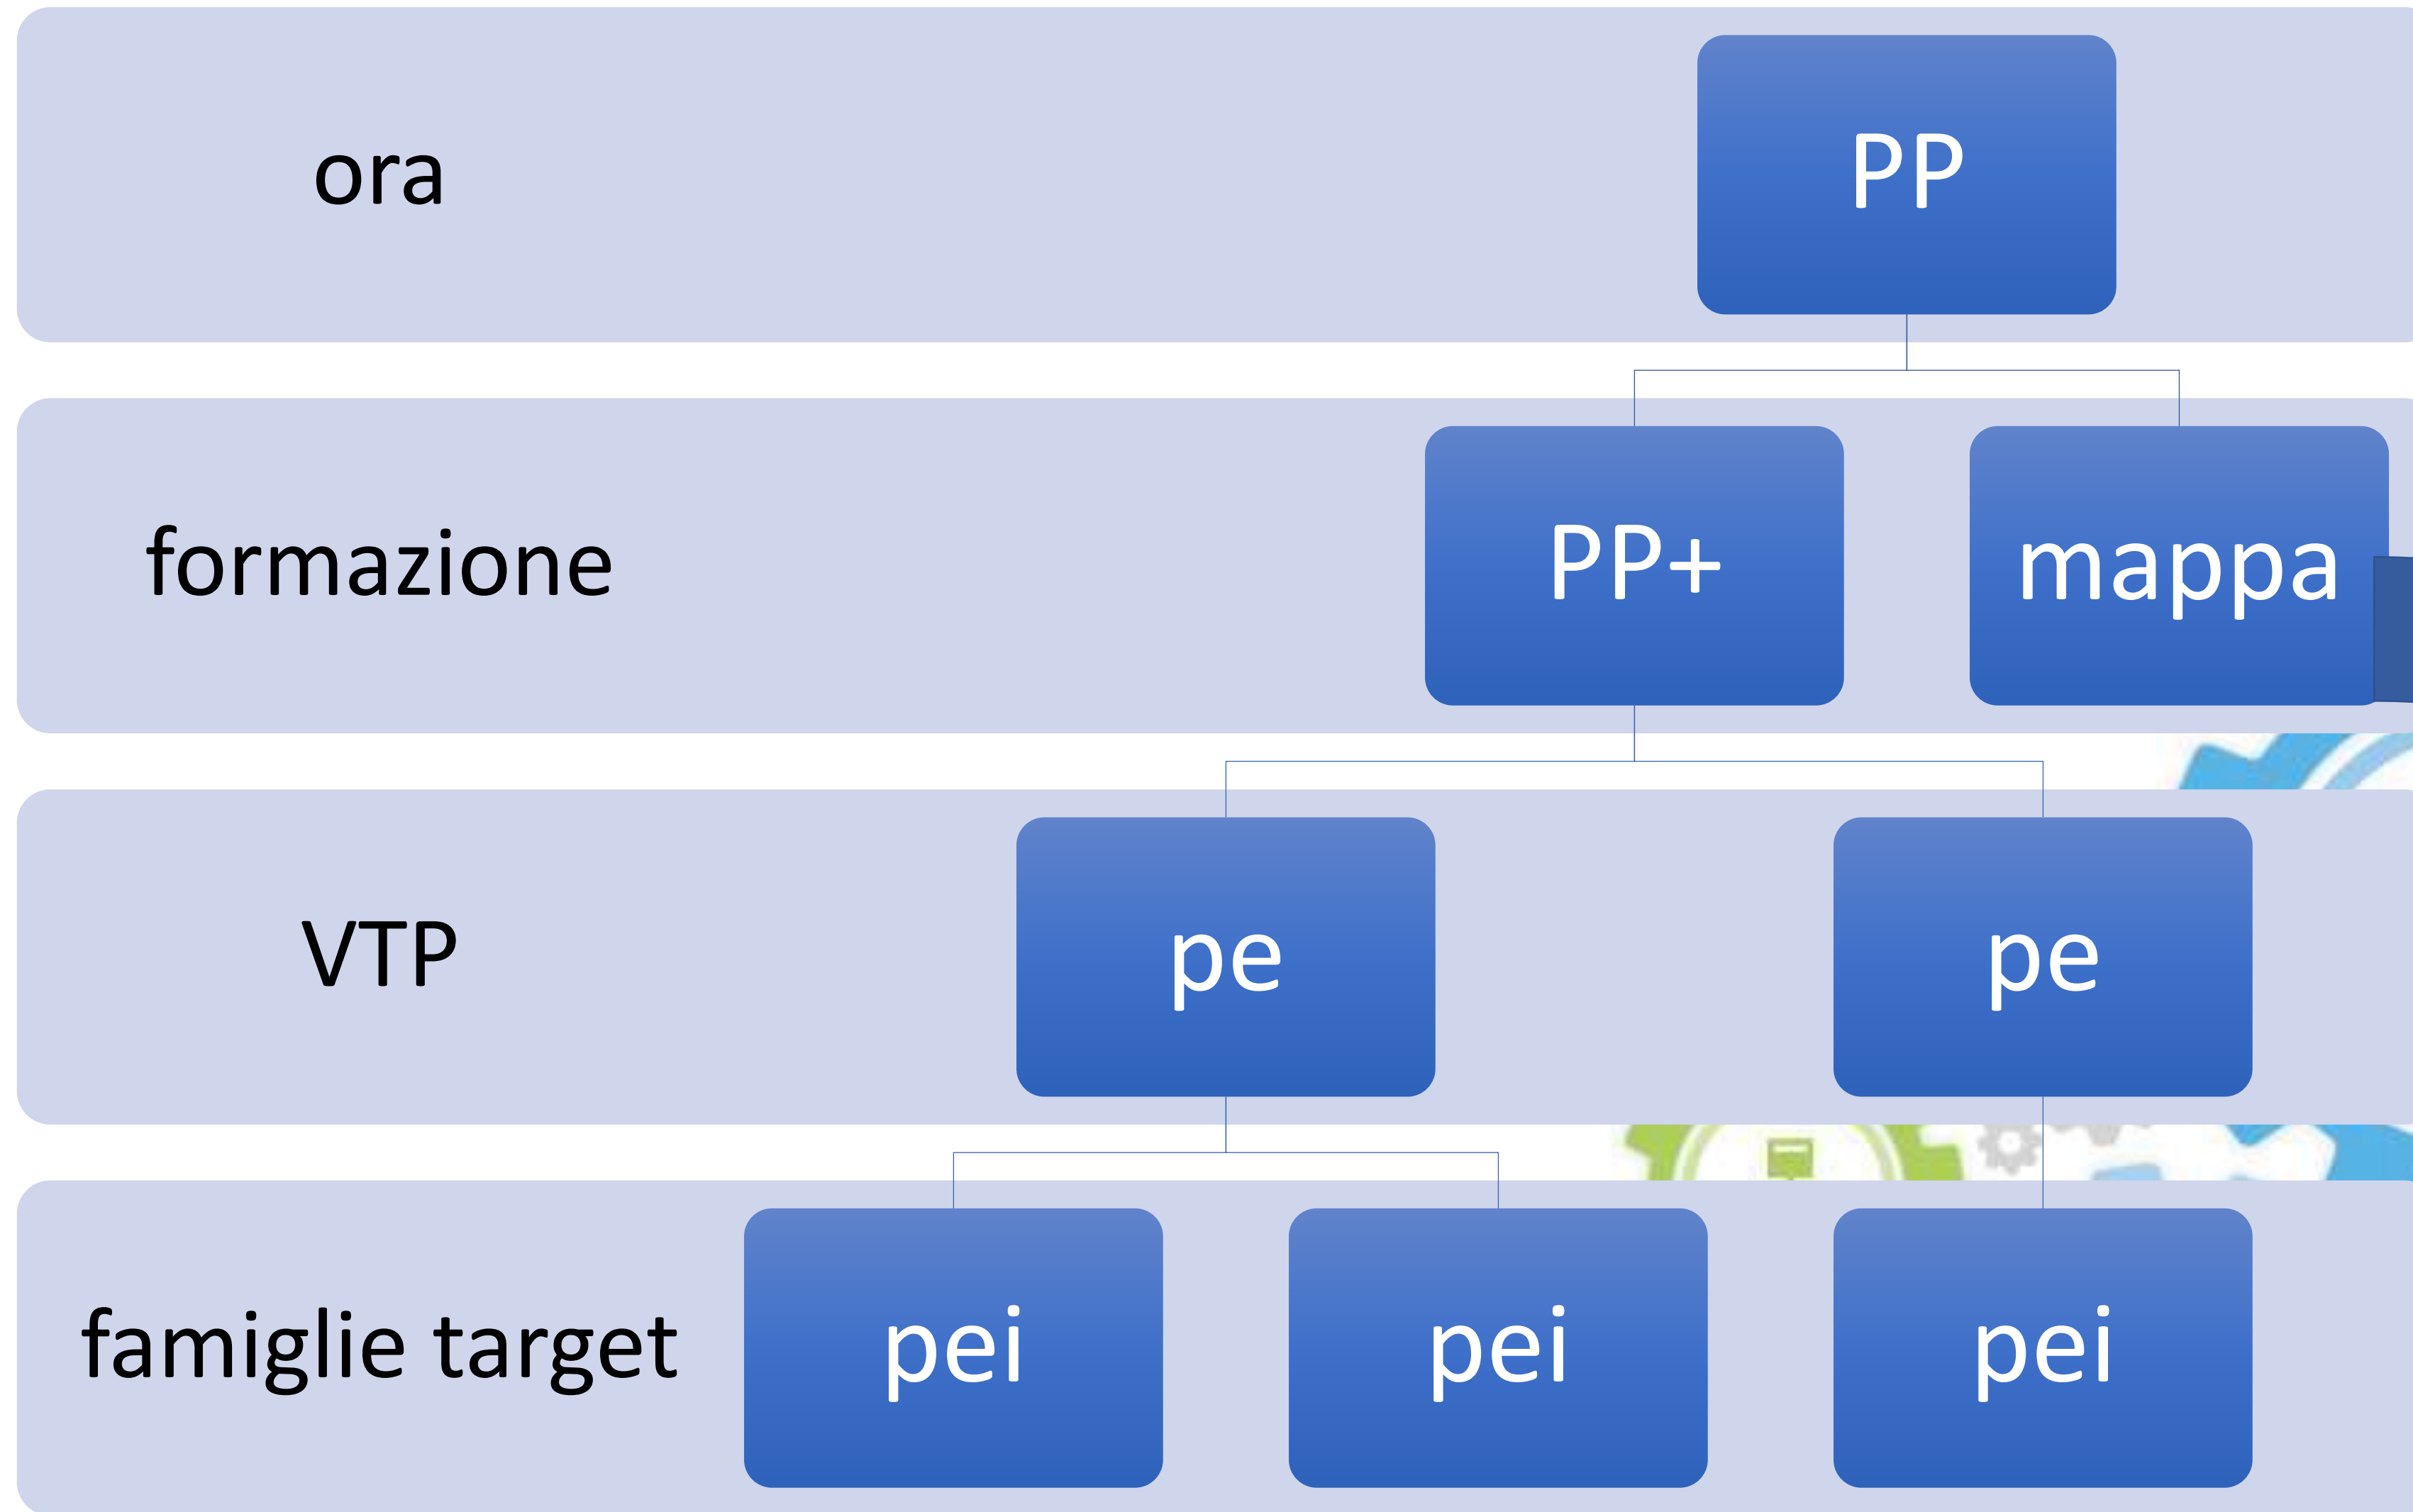 ora
PP
formazione
PP+
mappa
VTP
pe
pe
famiglie target
pei
pei
pei